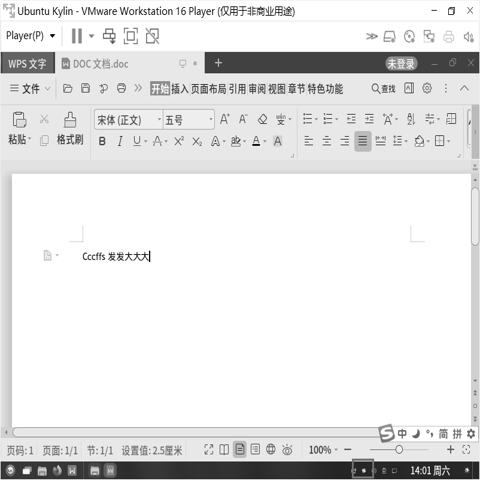 Ubuntu Kylin - VMware Workstation 16 Player (仅用于非商业用途)
Player(P)
WPS 文字
DOC 文档.doc
未登录
文件
开始 插入 页面布局 引用 审阅 视图 章节 特色功能
查找
粘贴
格式刷
宋体 (正文)
五号
Cccffs 发发大大大
中 简 拼
页码: 1 页面: 1/1 节: 1/1 设置值: 2.5厘米
100%
14:01 周六